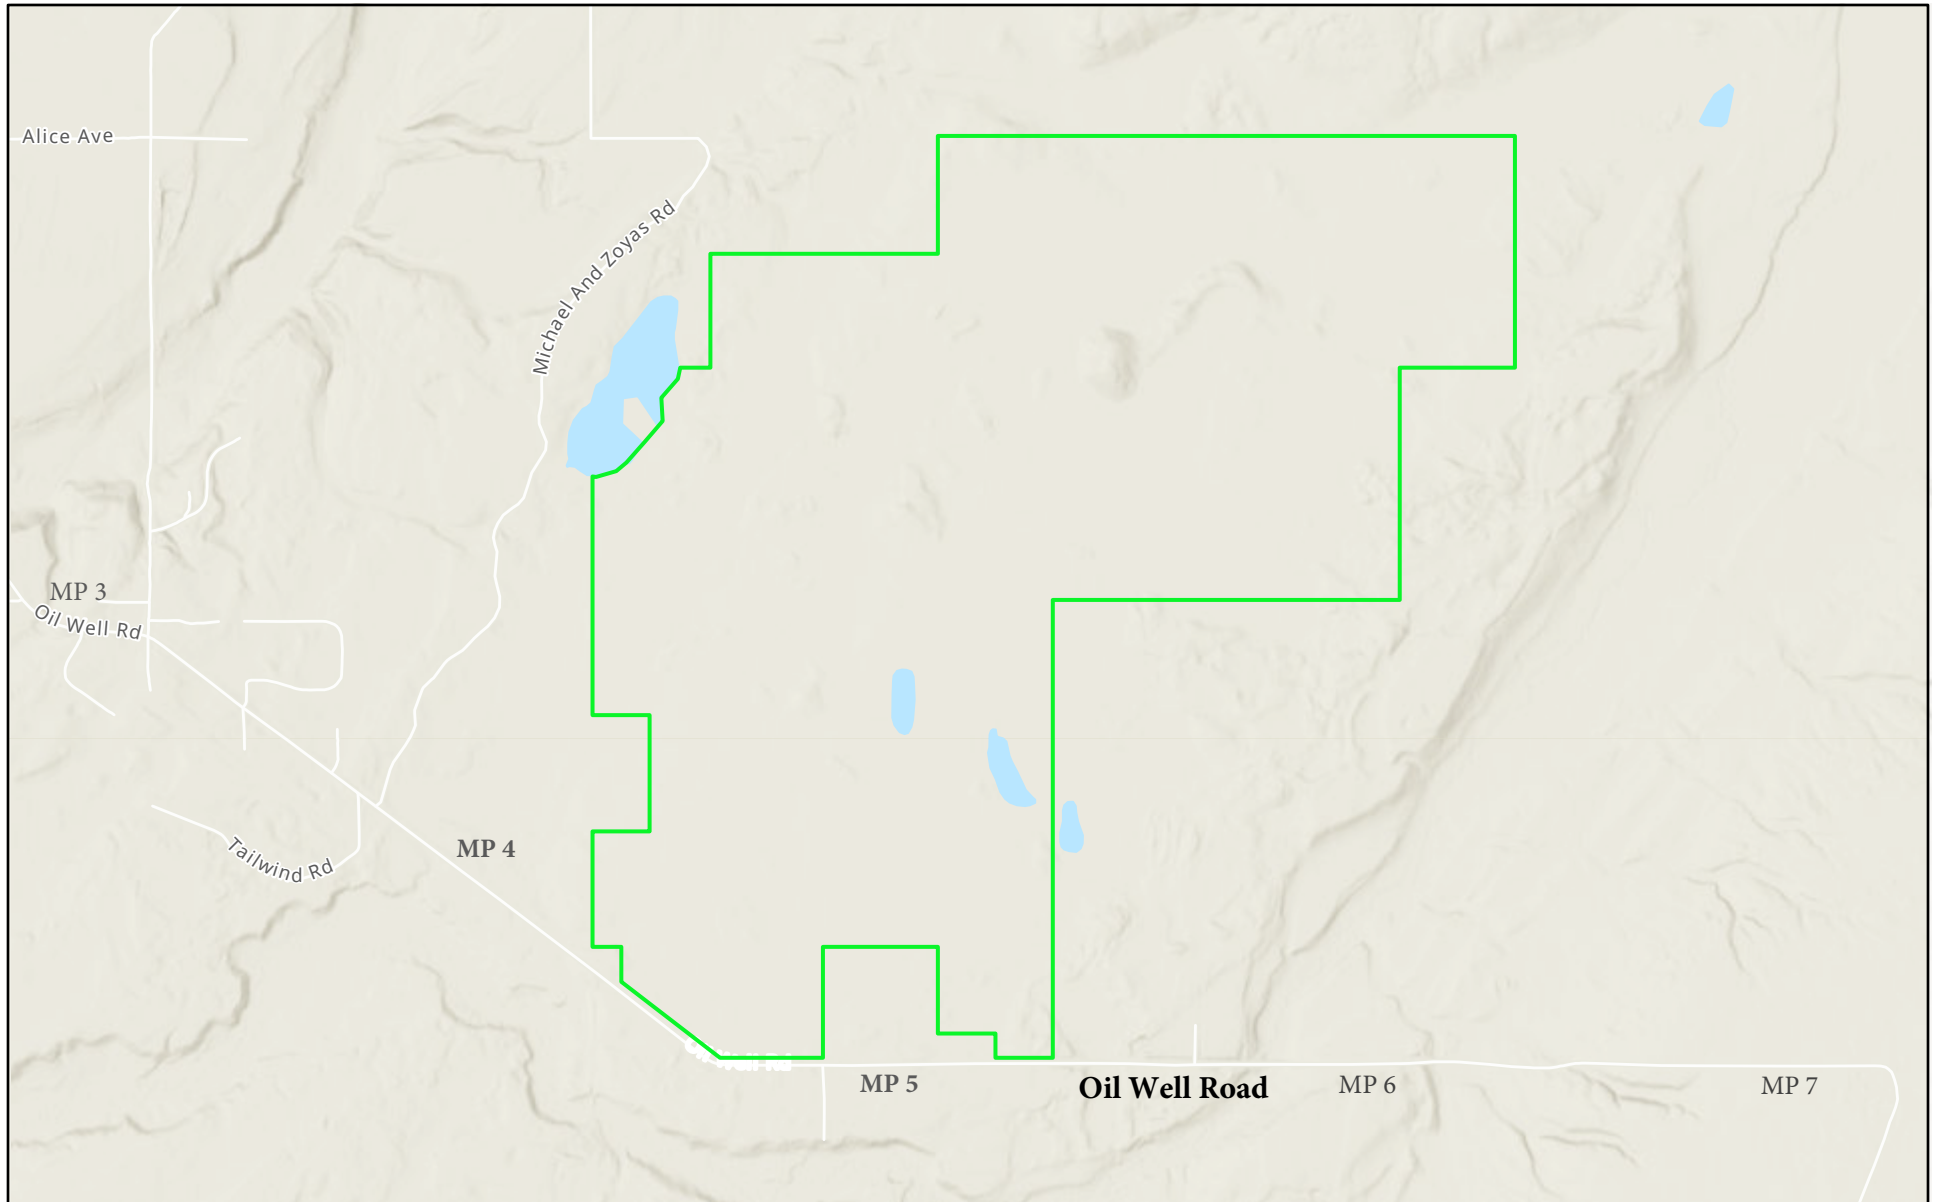 Alice Ave
Michael And Zoyas Rd
MP 3
Oil Well Rd
MP 4
Tailwind Rd
MP 5
Oil Well Road
MP 6
MP 7